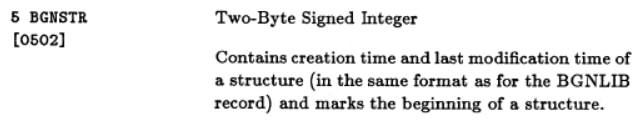 5 BGNSTR Two-Byte Signed Integer
[0502]
Contains creation time and last modification time of
a structure (in the same format as for the BGNLIB
record) and marks the beginning of a structure.